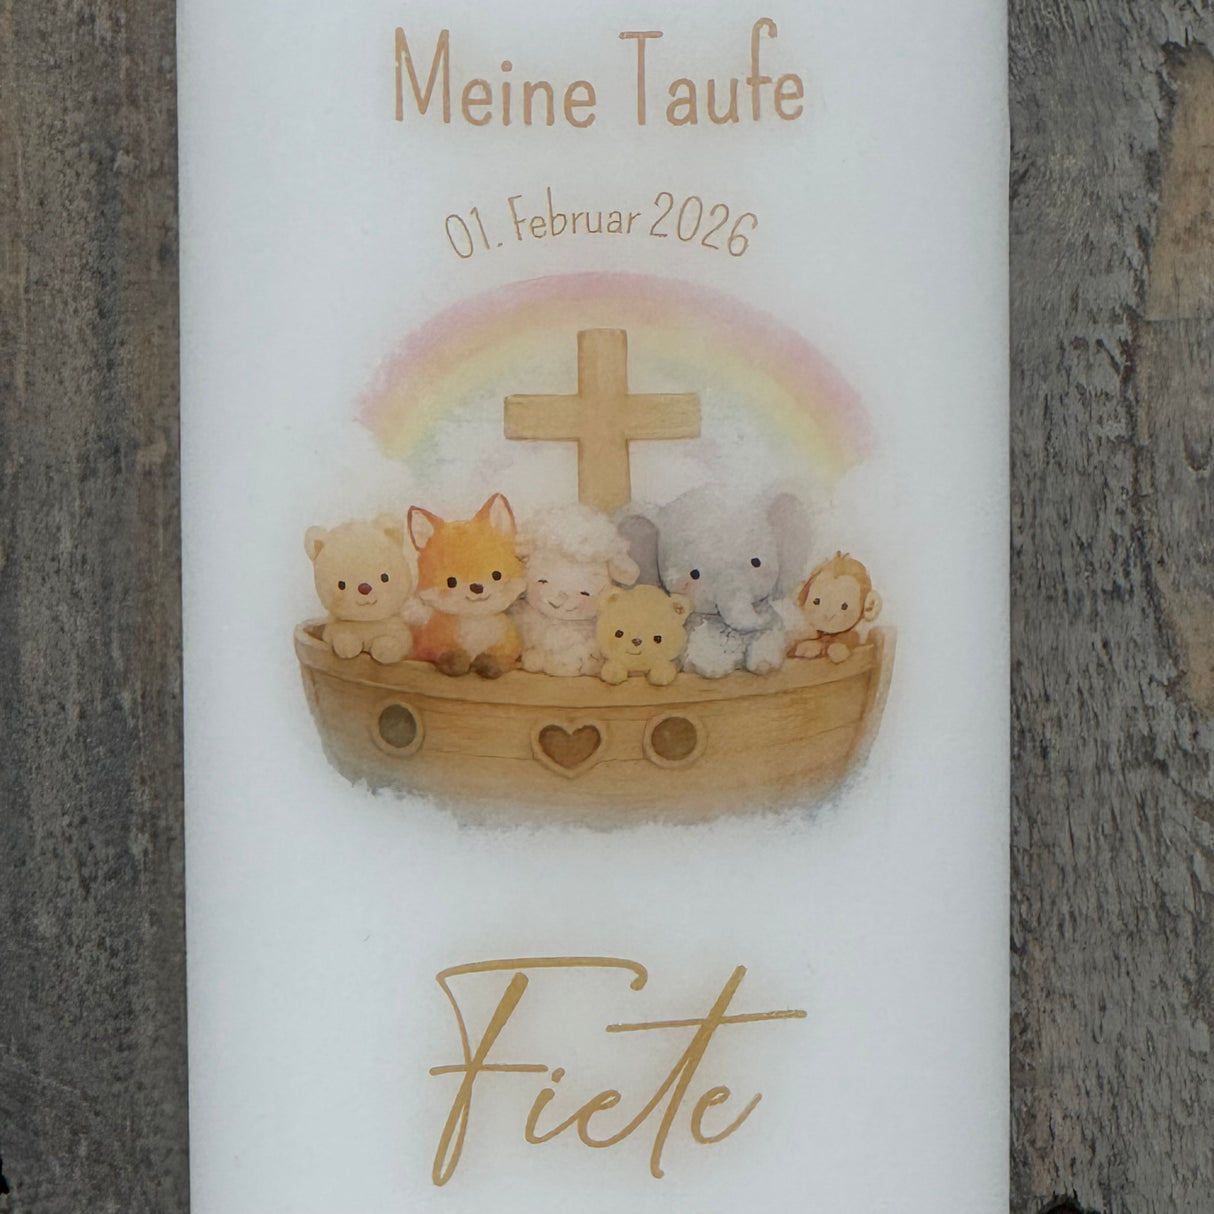 Meine Taufe
01. Februar 2026
Fiete